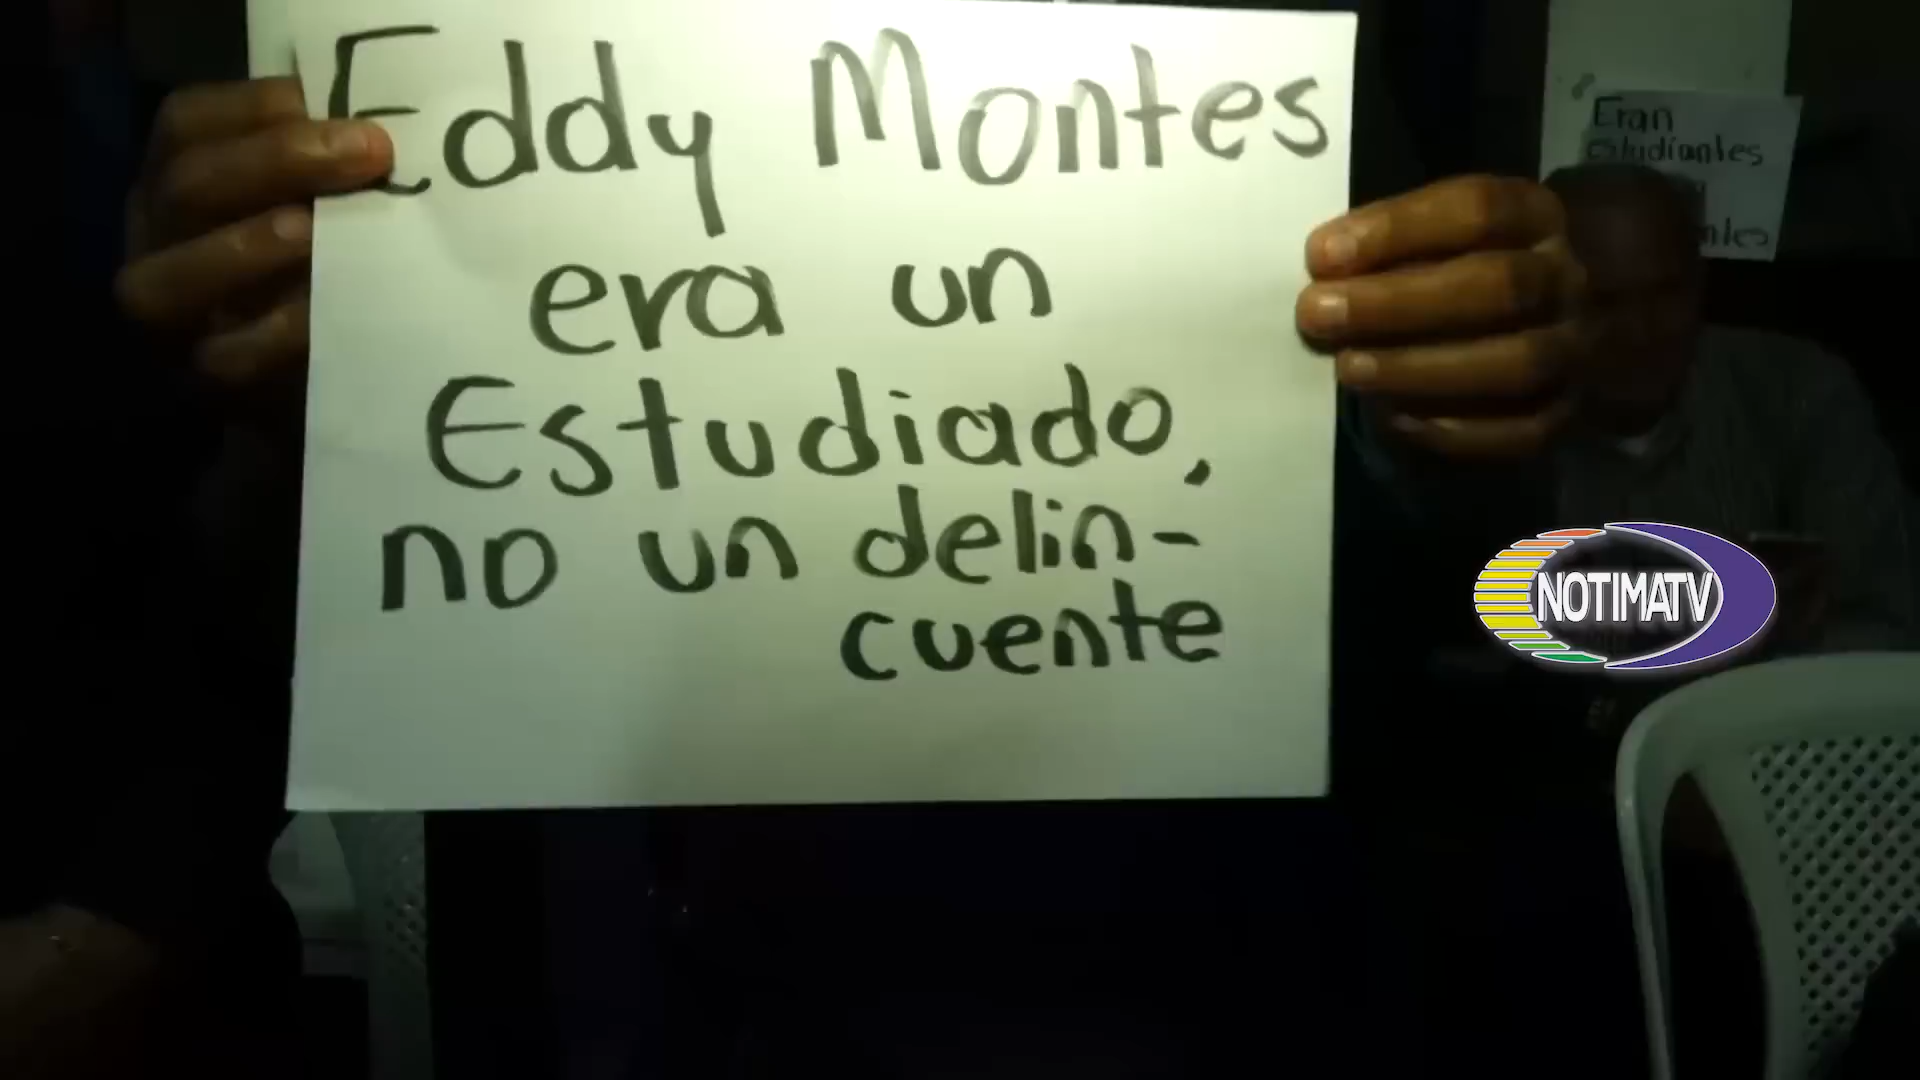 Eddy Montes
era un
Estudiado,
no un delin-
cuente
Eran
estudiantes
NOTIMATV